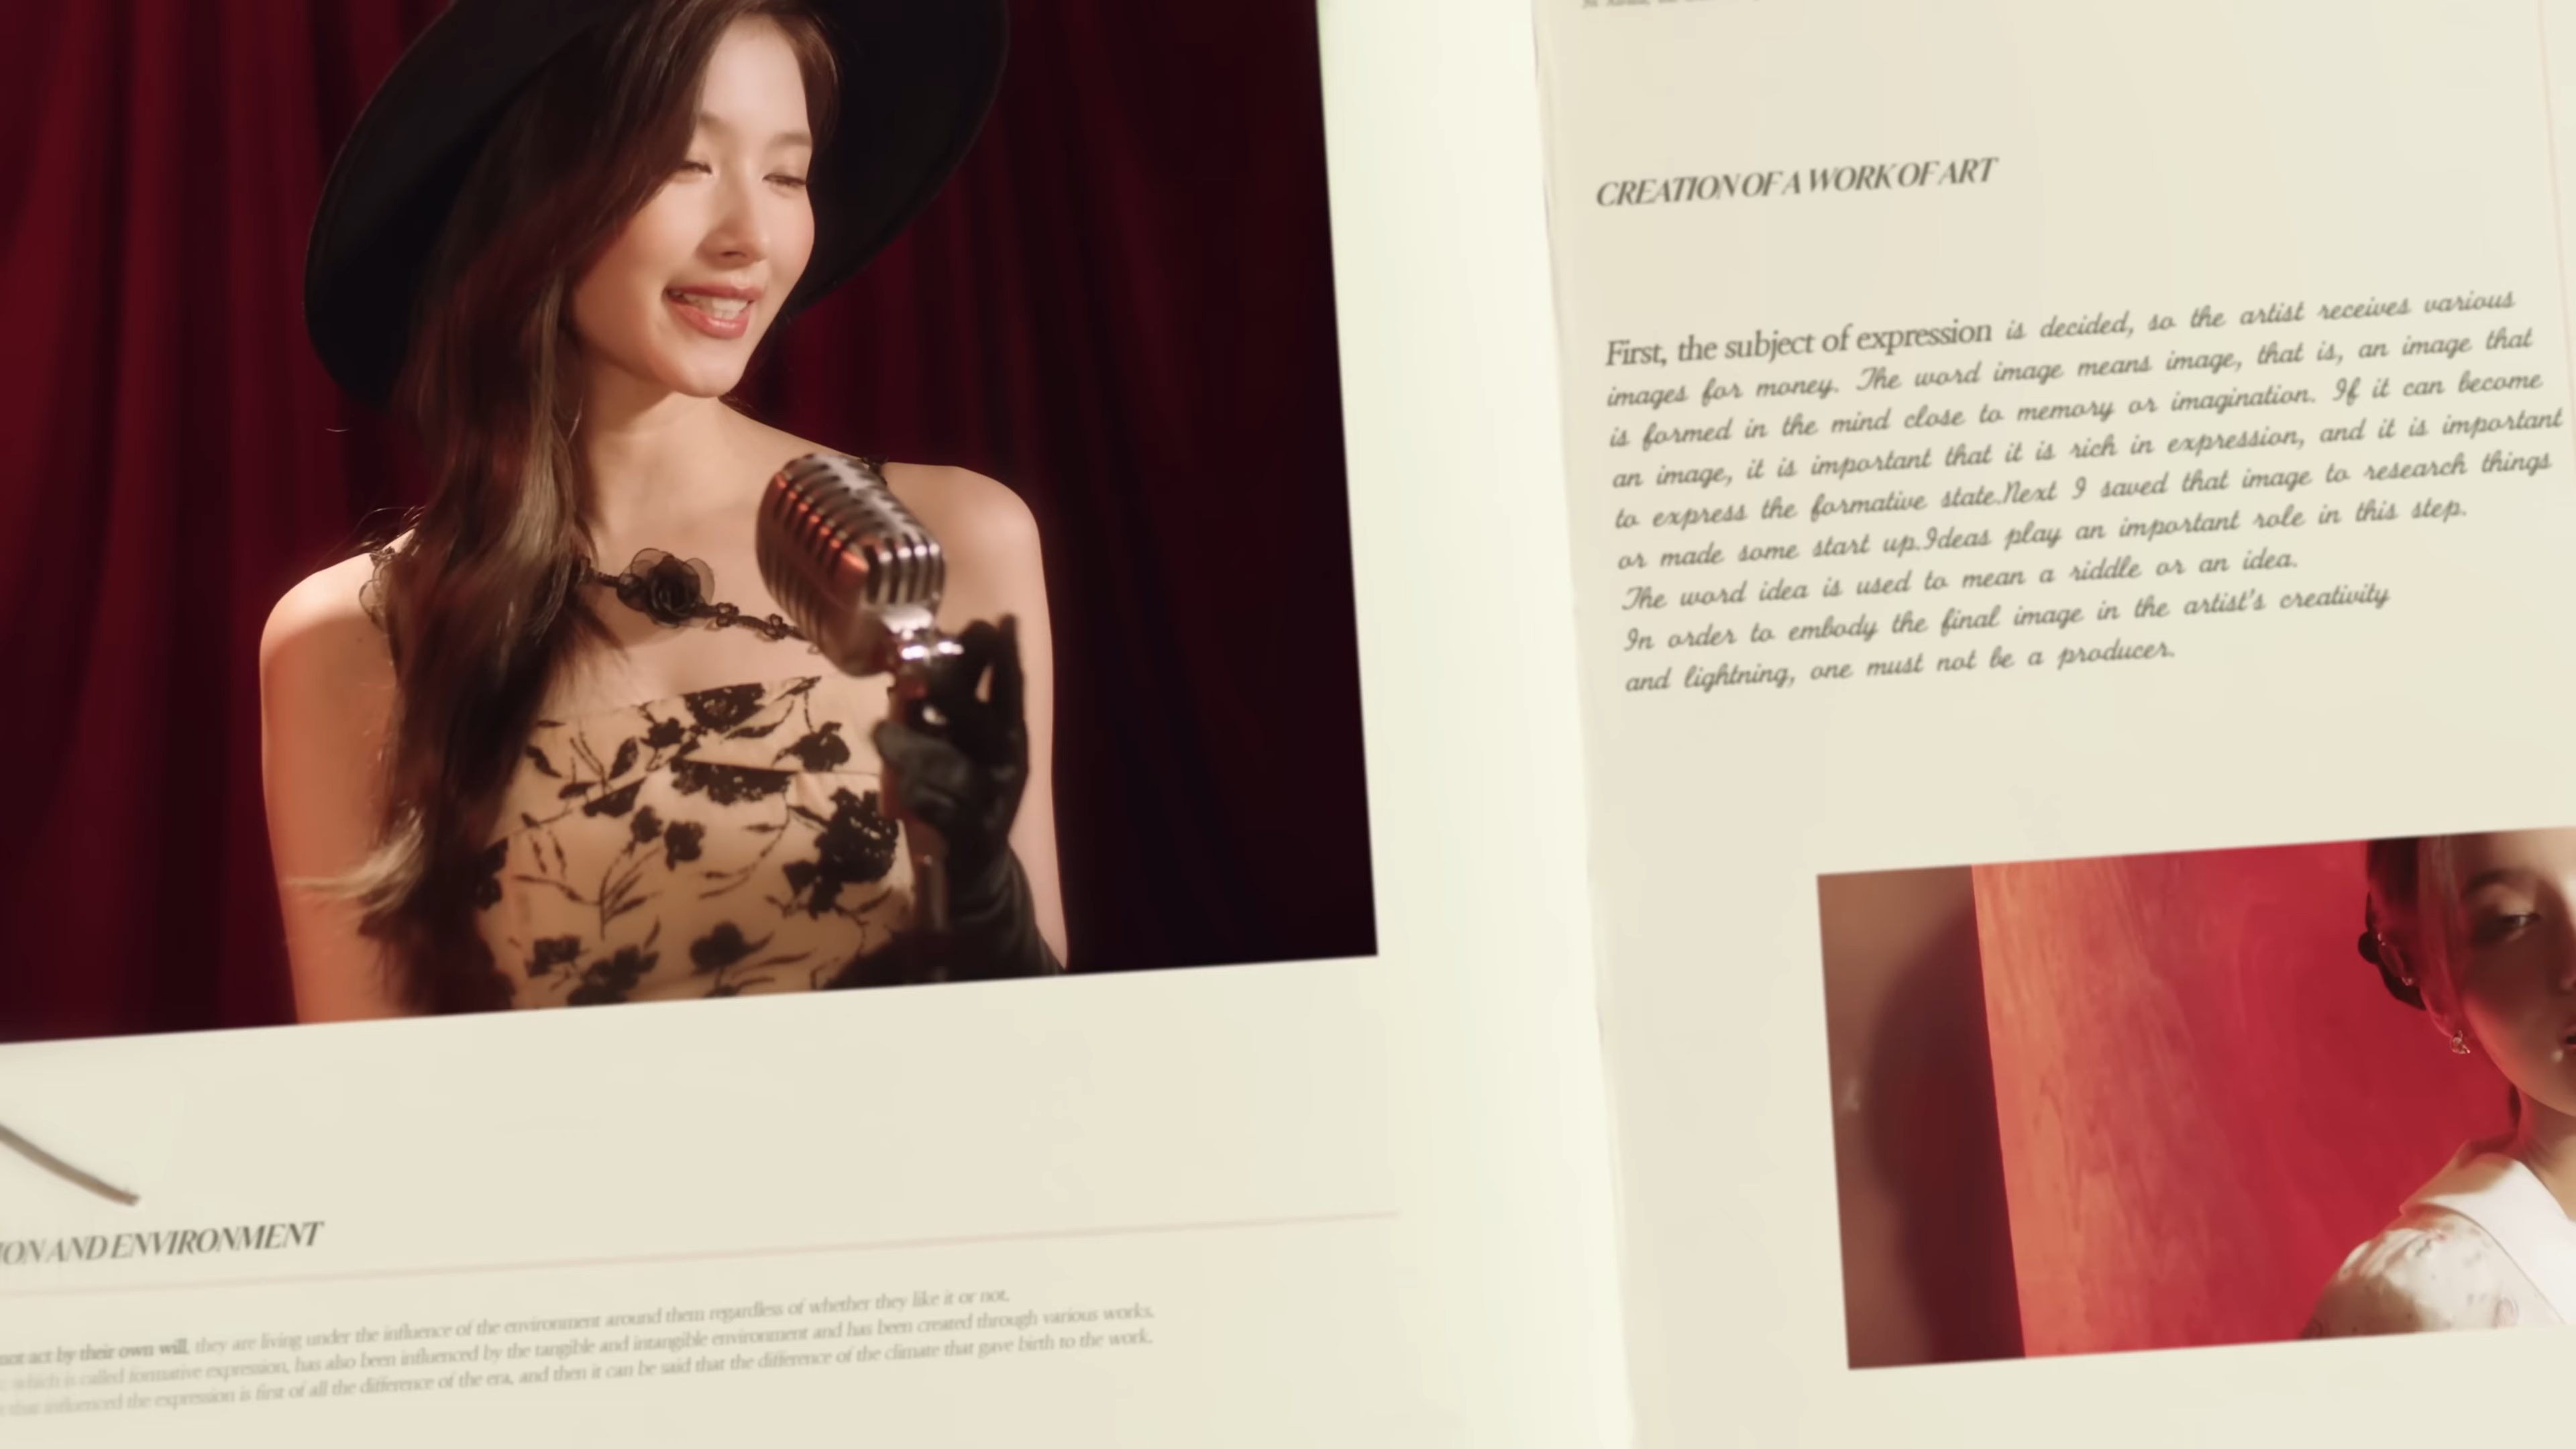 AND ENVIRONMENT
not act by their own will, they are living under the influence of the environment around them regardless of whether they like it or not.
which is called formative expression, has also been influenced by the tangible and intangible environment and has been created through various works.
that influenced the expression is first of all the difference of the era, and then it can be said that the difference of the climate that gave birth to the work.
CREATION OF A WORK OF ART
First, the subject of expression is decided, so the artist receives various
images for money. The word image means image, that is, an image that
is formed in the mind close to memory or imagination. If it can become
an image, it is important that it is rich in expression, and it is important
to express the formative state.Next I saved that image to research things
or made some start up.Ideas play an important role in this step.
The word idea is used to mean a riddle or an idea.
In order to embody the final image in the artist's creativity
and lightning, one must not be a producer.